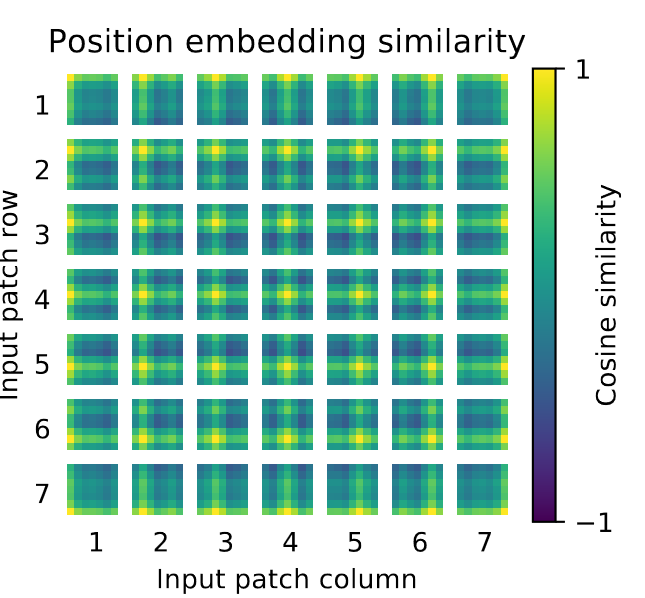 Position embedding similarity
1
2
3
4
5
6
7
Input patch row
1 2 3 4 5 6 7
Input patch column
1
−1
Cosine similarity